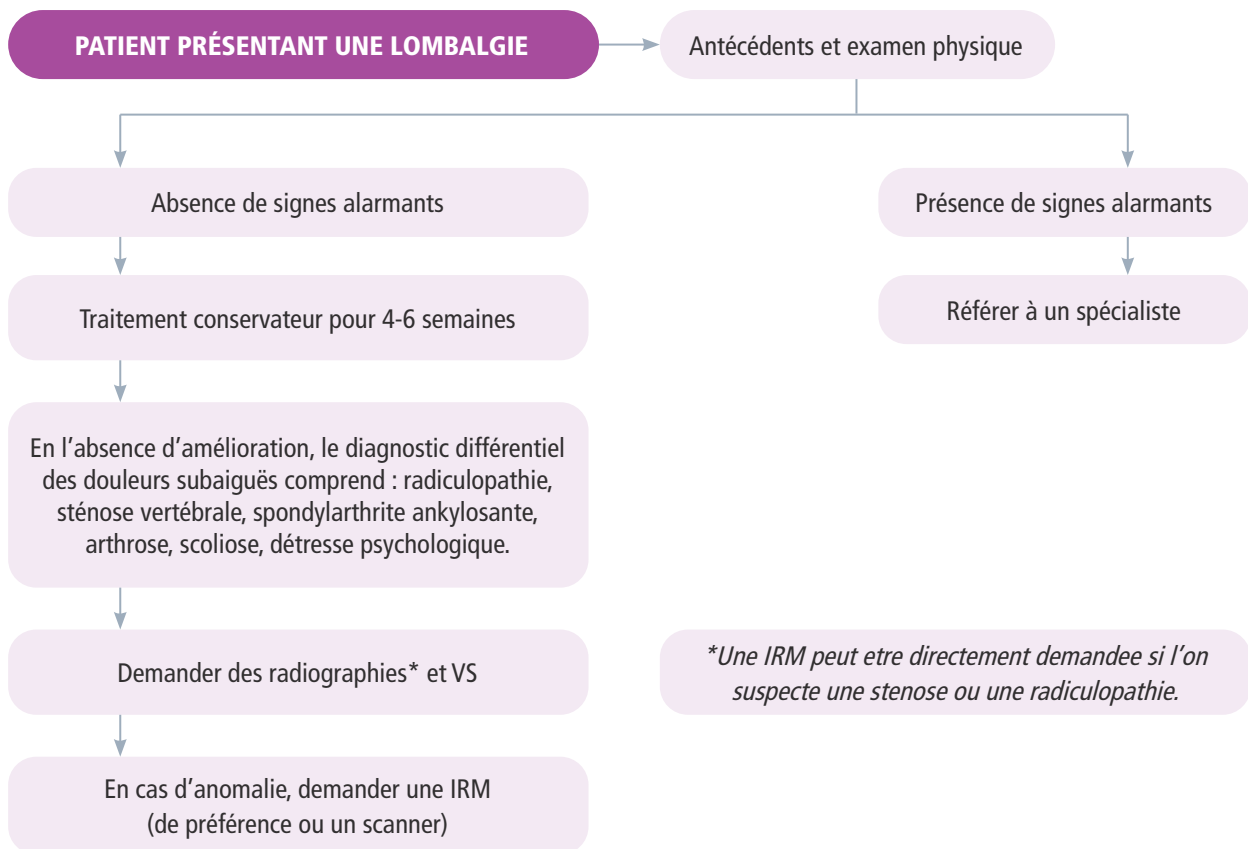 PATIENT PRÉSENTANT UNE LOMBALGIE
Antécédents et examen physique
Absence de signes alarmants
Présence de signes alarmants
Traitement conservateur pour 4-6 semaines
Référer à un spécialiste
En l’absence d’amélioration, le diagnostic différentiel
des douleurs subaiguës comprend : radiculopathie,
sténose vertébrale, spondylarthrite ankylosante,
arthrose, scoliose, détresse psychologique.
Demander des radiographies* et VS
*Une IRM peut etre directement demandee si l’on
suspecte une stenose ou une radiculopathie.
En cas d’anomalie, demander une IRM
(de préférence ou un scanner)